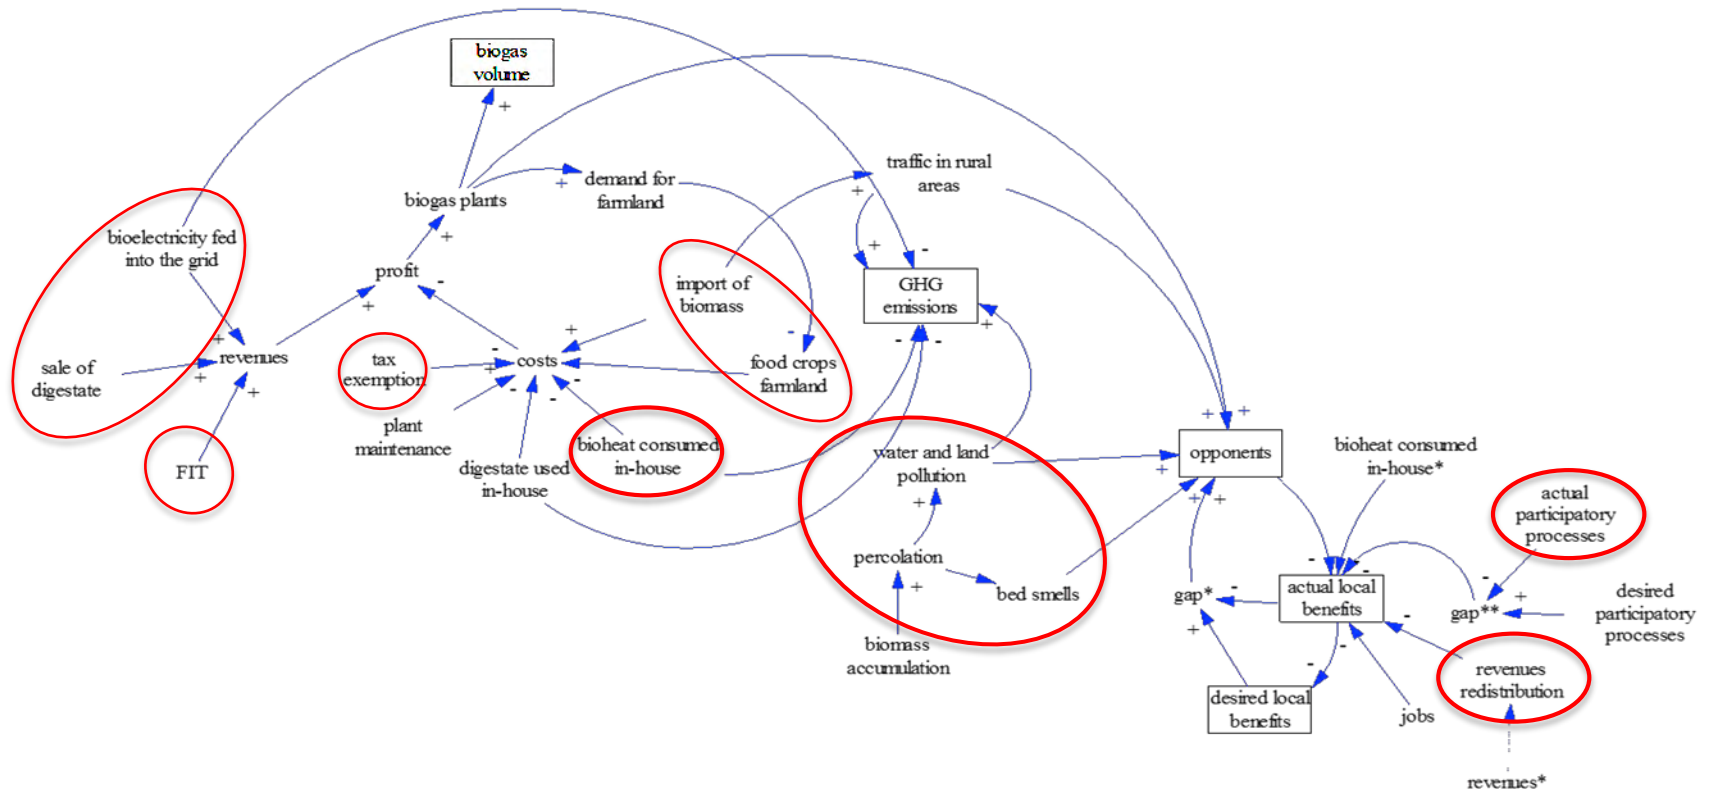 biogas
volume
traffic in rural
areas
demand for
farmland
biogas plants
bioelectricity fed
into the grid
profit
import of
biomass
GHG
emissions
revenues
sale of
digestate
tax
exemption
costs
food crops
farmland
plant
maintenance
FIT
digestate used
in-house
bioheat consumed
in-house
water and land
pollution
opponents
bioheat consumed
in-house*
actual
participatory
processes
percolation
bed smells
gap*
actual local
benefits
gap**
desired
participatory
processes
biomass
accumulation
desired local
benefits
jobs
revenues
redistribution
revenues*
+
+
+
+
-
+
+
-
+
+
+
+
-
-
+
-
-
-
-
-
+
+
+
+
+
+
+
+
-
-
-
-
+
-
+
-
-
-